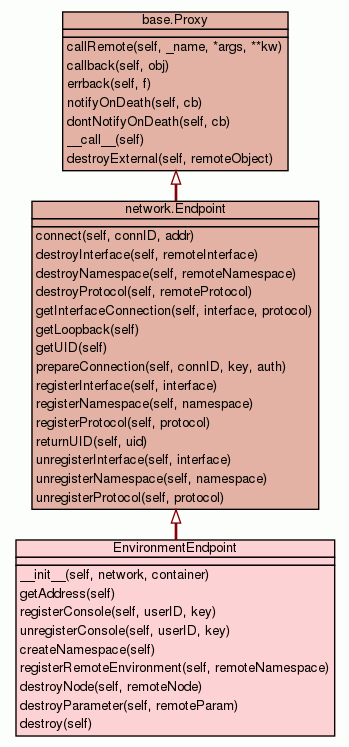 base.Proxy
callRemote(self, _name, *args, **kw)
callback(self, obj)
errback(self, f)
notifyOnDeath(self, cb)
dontNotifyOnDeath(self, cb)
__call__(self)
destroyExternal(self, remoteObject)
network.Endpoint
connect(self, connID, addr)
destroyInterface(self, remoteInterface)
destroyNamespace(self, remoteNamespace)
destroyProtocol(self, remoteProtocol)
getInterfaceConnection(self, interface, protocol)
getLoopback(self)
getUID(self)
prepareConnection(self, connID, key, auth)
registerInterface(self, interface)
registerNamespace(self, namespace)
registerProtocol(self, protocol)
returnUID(self, uid)
unregisterInterface(self, interface)
unregisterNamespace(self, namespace)
unregisterProtocol(self, protocol)
EnvironmentEndpoint
__init__(self, network, container)
getAddress(self)
registerConsole(self, userID, key)
unregisterConsole(self, userID, key)
createNamespace(self)
registerRemoteEnvironment(self, remoteNamespace)
destroyNode(self, remoteNode)
destroyParameter(self, remoteParam)
destroy(self)